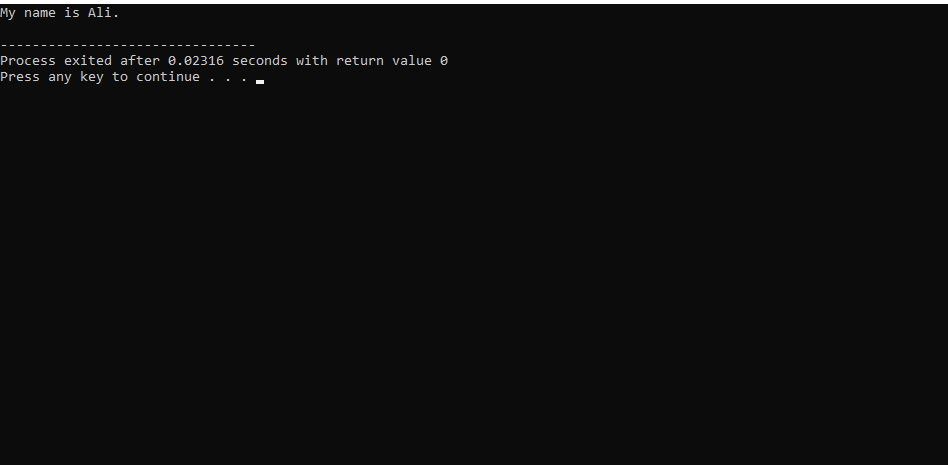 My name is Ali.
--------------------------------
Process exited after 0.02316 seconds with return value 0
Press any key to continue . . .